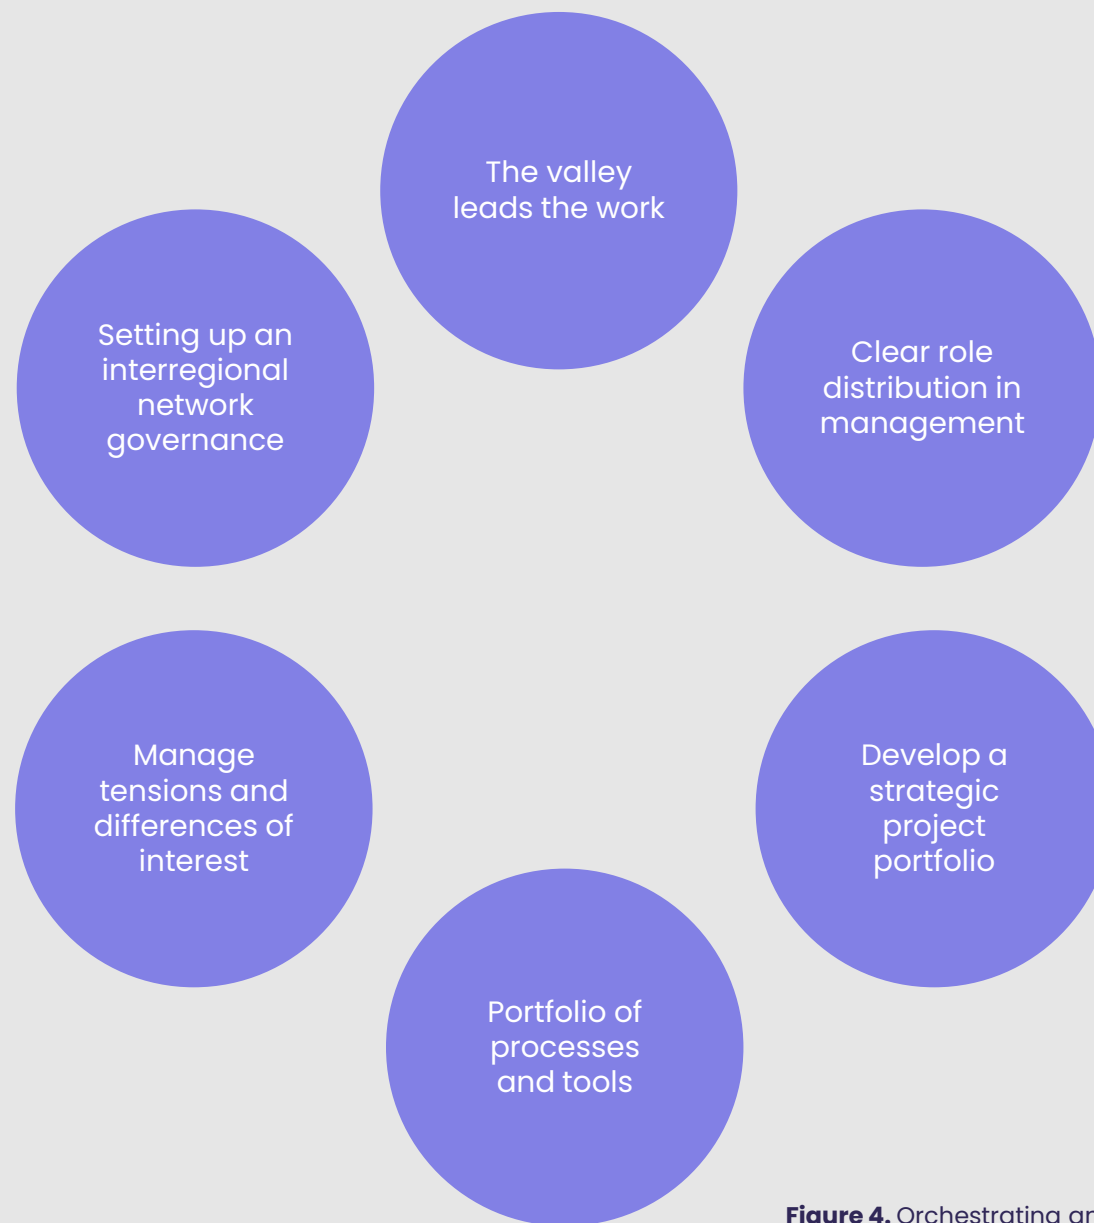 The valley
leads the work
Setting up an
interregional
network
governance
Clear role
distribution in
management
Manage
tensions and
differences of
interest
Develop a
strategic
project
portfolio
Portfolio of
processes
and tools
Figure 4. Orchestrating an